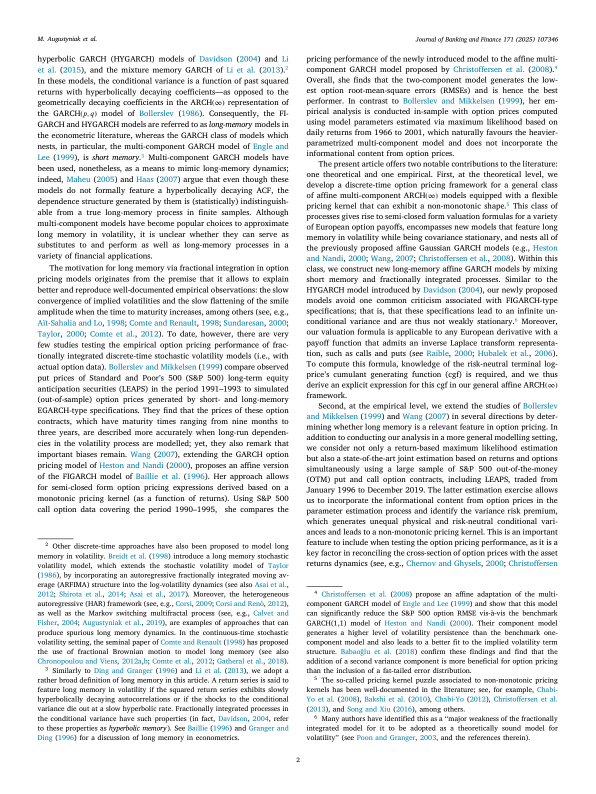 M. Augustyniak et al.
Journal of Banking and Finance 171 (2025) 107346
hyperbolic GARCH (HYGARCH) models of Davidson (2004) and Li
et al. (2015), and the mixture memory GARCH of Li et al. (2013).2
In these models, the conditional variance is a function of past squared
returns with hyperbolically decaying coefficients—as opposed to the
geometrically decaying coefficients in the ARCH(∞) representation of
the GARCH(p, q) model of Bollerslev (1986). Consequently, the FI-
GARCH and HYGARCH models are referred to as long-memory models in
the econometric literature, whereas the GARCH class of models which
nests, in particular, the multi-component GARCH model of Engle and
Lee (1999), is short memory.3 Multi-component GARCH models have
been used, nonetheless, as a means to mimic long-memory dynamics;
indeed, Maheu (2005) and Haas (2007) argue that even though these
models do not formally feature a hyperbolically decaying ACF, the
dependence structure generated by them is (statistically) indistinguish-
able from a true long-memory process in finite samples. Although
multi-component models have become popular choices to approximate
long memory in volatility, it is unclear whether they can serve as
substitutes to and perform as well as long-memory processes in a
variety of financial applications.
The motivation for long memory via fractional integration in option
pricing models originates from the premise that it allows to explain
better and reproduce well-documented empirical observations: the slow
convergence of implied volatilities and the slow flattening of the smile
amplitude when the time to maturity increases, among others (see, e.g.,
Aït-Sahalia and Lo, 1998; Comte and Renault, 1998; Sundaresan, 2000;
Taylor, 2000; Comte et al., 2012). To date, however, there are very
few studies testing the empirical option pricing performance of frac-
tionally integrated discrete-time stochastic volatility models (i.e., with
actual option data). Bollerslev and Mikkelsen (1999) compare observed
put prices of Standard and Poor's 500 (S&P 500) long-term equity
anticipation securities (LEAPS) in the period 1991–1993 to simulated
(out-of-sample) option prices generated by short- and long-memory
EGARCH-type specifications. They find that the prices of these option
contracts, which have maturity times ranging from nine months to
three years, are described more accurately when long-run dependen-
cies in the volatility process are modelled; yet, they also remark that
important biases remain. Wang (2007), extending the GARCH option
pricing model of Heston and Nandi (2000), proposes an affine version
of the FIGARCH model of Baillie et al. (1996). Her approach allows
for semi-closed form option pricing expressions derived based on a
monotonic pricing kernel (as a function of returns). Using S&P 500
call option data covering the period 1990–1995, she compares the
2 Other discrete-time approaches have also been proposed to model long
memory in volatility. Breidt et al. (1998) introduce a long memory stochastic
volatility model, which extends the stochastic volatility model of Taylor
(1986), by incorporating an autoregressive fractionally integrated moving av-
erage (ARFIMA) structure into the log-volatility dynamics (see also Asai et al.,
2012; Shirota et al., 2014; Asai et al., 2017). Moreover, the heterogeneous
autoregressive (HAR) framework (see, e.g., Corsi, 2009; Corsi and Renò, 2012),
as well as the Markov switching multifractal process (see, e.g., Calvet and
Fisher, 2004; Augustyniak et al., 2019), are examples of approaches that can
produce spurious long memory dynamics. In the continuous-time stochastic
volatility setting, the seminal paper of Comte and Renault (1998) has proposed
the use of fractional Brownian motion to model long memory (see also
Chronopoulou and Viens, 2012a,b; Comte et al., 2012; Gatheral et al., 2018).
3 Similarly to Ding and Granger (1996) and Li et al. (2013), we adopt a
rather broad definition of long memory in this article. A return series is said to
feature long memory in volatility if the squared return series exhibits slowly
hyperbolically decaying autocorrelations or if the shocks to the conditional
variance die out at a slow hyperbolic rate. Fractionally integrated processes in
the conditional variance have such properties (in fact, Davidson, 2004, refer
to these properties as hyperbolic memory). See Baillie (1996) and Granger and
Ding (1996) for a discussion of long memory in econometrics.
pricing performance of the newly introduced model to the affine multi-
component GARCH model proposed by Christoffersen et al. (2008).4
Overall, she finds that the two-component model generates the low-
est option root-mean-square errors (RMSEs) and is hence the best
performer. In contrast to Bollerslev and Mikkelsen (1999), her em-
pirical analysis is conducted in-sample with option prices computed
using model parameters estimated via maximum likelihood based on
daily returns from 1966 to 2001, which naturally favours the heavier-
parametrized multi-component model and does not incorporate the
informational content from option prices.
The present article offers two notable contributions to the literature:
one theoretical and one empirical. First, at the theoretical level, we
develop a discrete-time option pricing framework for a general class
of affine multi-component ARCH(∞) models equipped with a flexible
pricing kernel that can exhibit a non-monotonic shape.5 This class of
processes gives rise to semi-closed form valuation formulas for a variety
of European option payoffs, encompasses new models that feature long
memory in volatility while being covariance stationary, and nests all of
the previously proposed affine Gaussian GARCH models (e.g., Heston
and Nandi, 2000; Wang, 2007; Christoffersen et al., 2008). Within this
class, we construct new long-memory affine GARCH models by mixing
short memory and fractionally integrated processes. Similar to the
HYGARCH model introduced by Davidson (2004), our newly proposed
models avoid one common criticism associated with FIGARCH-type
specifications; that is, that these specifications lead to an infinite un-
conditional variance and are thus not weakly stationary.6 Moreover,
our valuation formula is applicable to any European derivative with a
payoff function that admits an inverse Laplace transform representa-
tion, such as calls and puts (see Raible, 2000; Hubalek et al., 2006).
To compute this formula, knowledge of the risk-neutral terminal log-
price's cumulant generating function (cgf) is required, and we thus
derive an explicit expression for this cgf in our general affine ARCH(∞)
framework.
Second, at the empirical level, we extend the studies of Bollerslev
and Mikkelsen (1999) and Wang (2007) in several directions by deter-
mining whether long memory is a relevant feature in option pricing. In
addition to conducting our analysis in a more general modelling setting,
we consider not only a return-based maximum likelihood estimation
but also a state-of-the-art joint estimation based on returns and options
simultaneously using a large sample of S&P 500 out-of-the-money
(OTM) put and call option contracts, including LEAPS, traded from
January 1996 to December 2019. The latter estimation exercise allows
us to incorporate the informational content from option prices in the
parameter estimation process and identify the variance risk premium,
which generates unequal physical and risk-neutral conditional vari-
ances and leads to a non-monotonic pricing kernel. This is an important
feature to include when testing the option pricing performance, as it is a
key factor in reconciling the cross-section of option prices with the asset
returns dynamics (see, e.g., Chernov and Ghysels, 2000; Christoffersen
4 Christoffersen et al. (2008) propose an affine adaptation of the multi-
component GARCH model of Engle and Lee (1999) and show that this model
can significantly reduce the S&P 500 option RMSE vis-à-vis the benchmark
GARCH(1,1) model of Heston and Nandi (2000). Their component model
generates a higher level of volatility persistence than the benchmark one-
component model and also leads to a better fit to the implied volatility term
structure. Babaoğlu et al. (2018) confirm these findings and find that the
addition of a second variance component is more beneficial for option pricing
than the inclusion of a fat-tailed error distribution.
5 The so-called pricing kernel puzzle associated to non-monotonic pricing
kernels has been well-documented in the literature; see, for example, Chabi-
Yo et al. (2008), Bakshi et al. (2010), Chabi-Yo (2012), Christoffersen et al.
(2013), and Song and Xiu (2016), among others.
6 Many authors have identified this as a "major weakness of the fractionally
integrated model for it to be adopted as a theoretically sound model for
volatility" (see Poon and Granger, 2003, and the references therein).
2